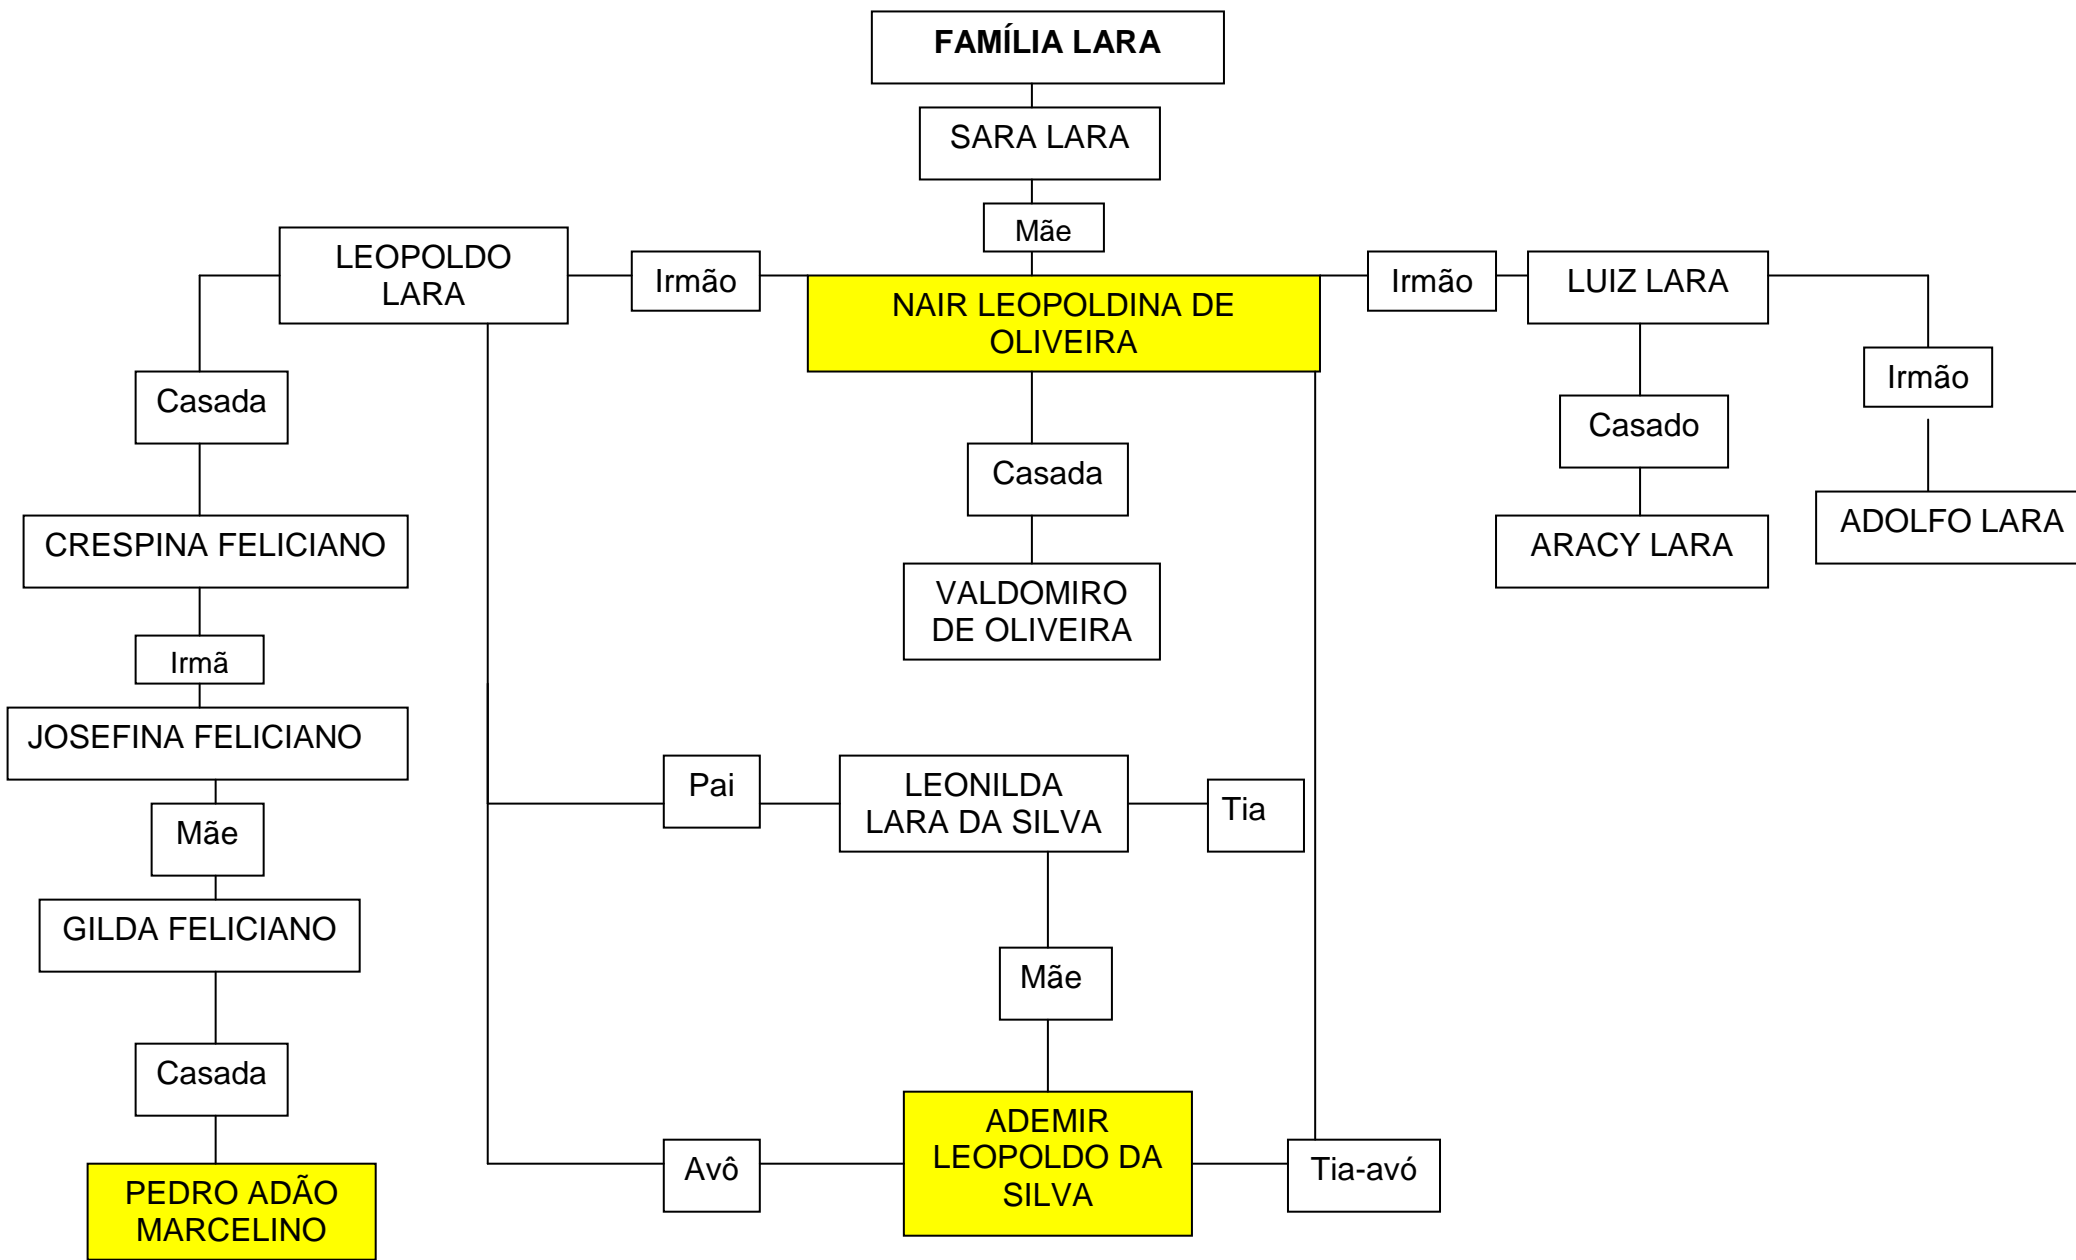 FAMÍLIA LARA
SARA LARA
Mãe
LEOPOLDO
LARA
Irmão
NAIR LEOPOLDINA DE
OLIVEIRA
Irmão
LUIZ LARA
Casada
Casada
Casado
Irmão
CRESPINA FELICIANO
VALDOMIRO
DE OLIVEIRA
ARACY LARA
ADOLFO LARA
Irmã
JOSEFINA FELICIANO
Pai
LEONILDA
LARA DA SILVA
Tia
Mãe
GILDA FELICIANO
Mãe
Casada
Avô
ADEMIR
LEOPOLDO DA
SILVA
Tia-avó
PEDRO ADÃO
MARCELINO